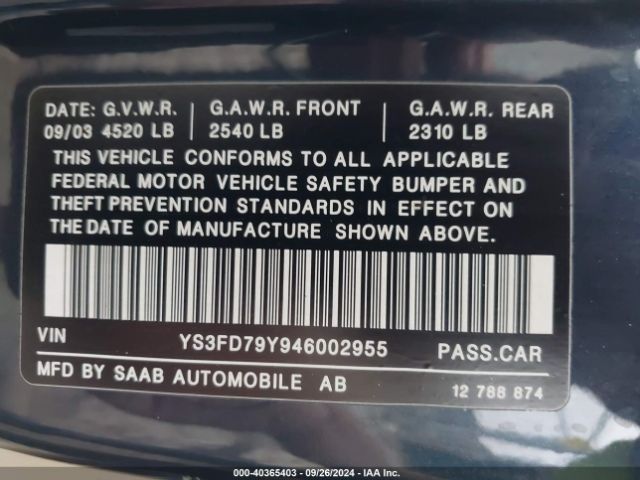 DATE: G.V.W.R. G.A.W.R. FRONT G.A.W.R. REAR
09/03 4520 LB 2540 LB 2310 LB
THIS VEHICLE CONFORMS TO ALL APPLICABLE
FEDERAL MOTOR VEHICLE SAFETY BUMPER AND
THEFT PREVENTION STANDARDS IN EFFECT ON
THE DATE OF MANUFACTURE SHOWN ABOVE.
VIN YS3FD79Y946002955 PASS.CAR
MFD BY SAAB AUTOMOBILE AB 12 788 874
000-40365403 - 09/26/2024 - IAA Inc.